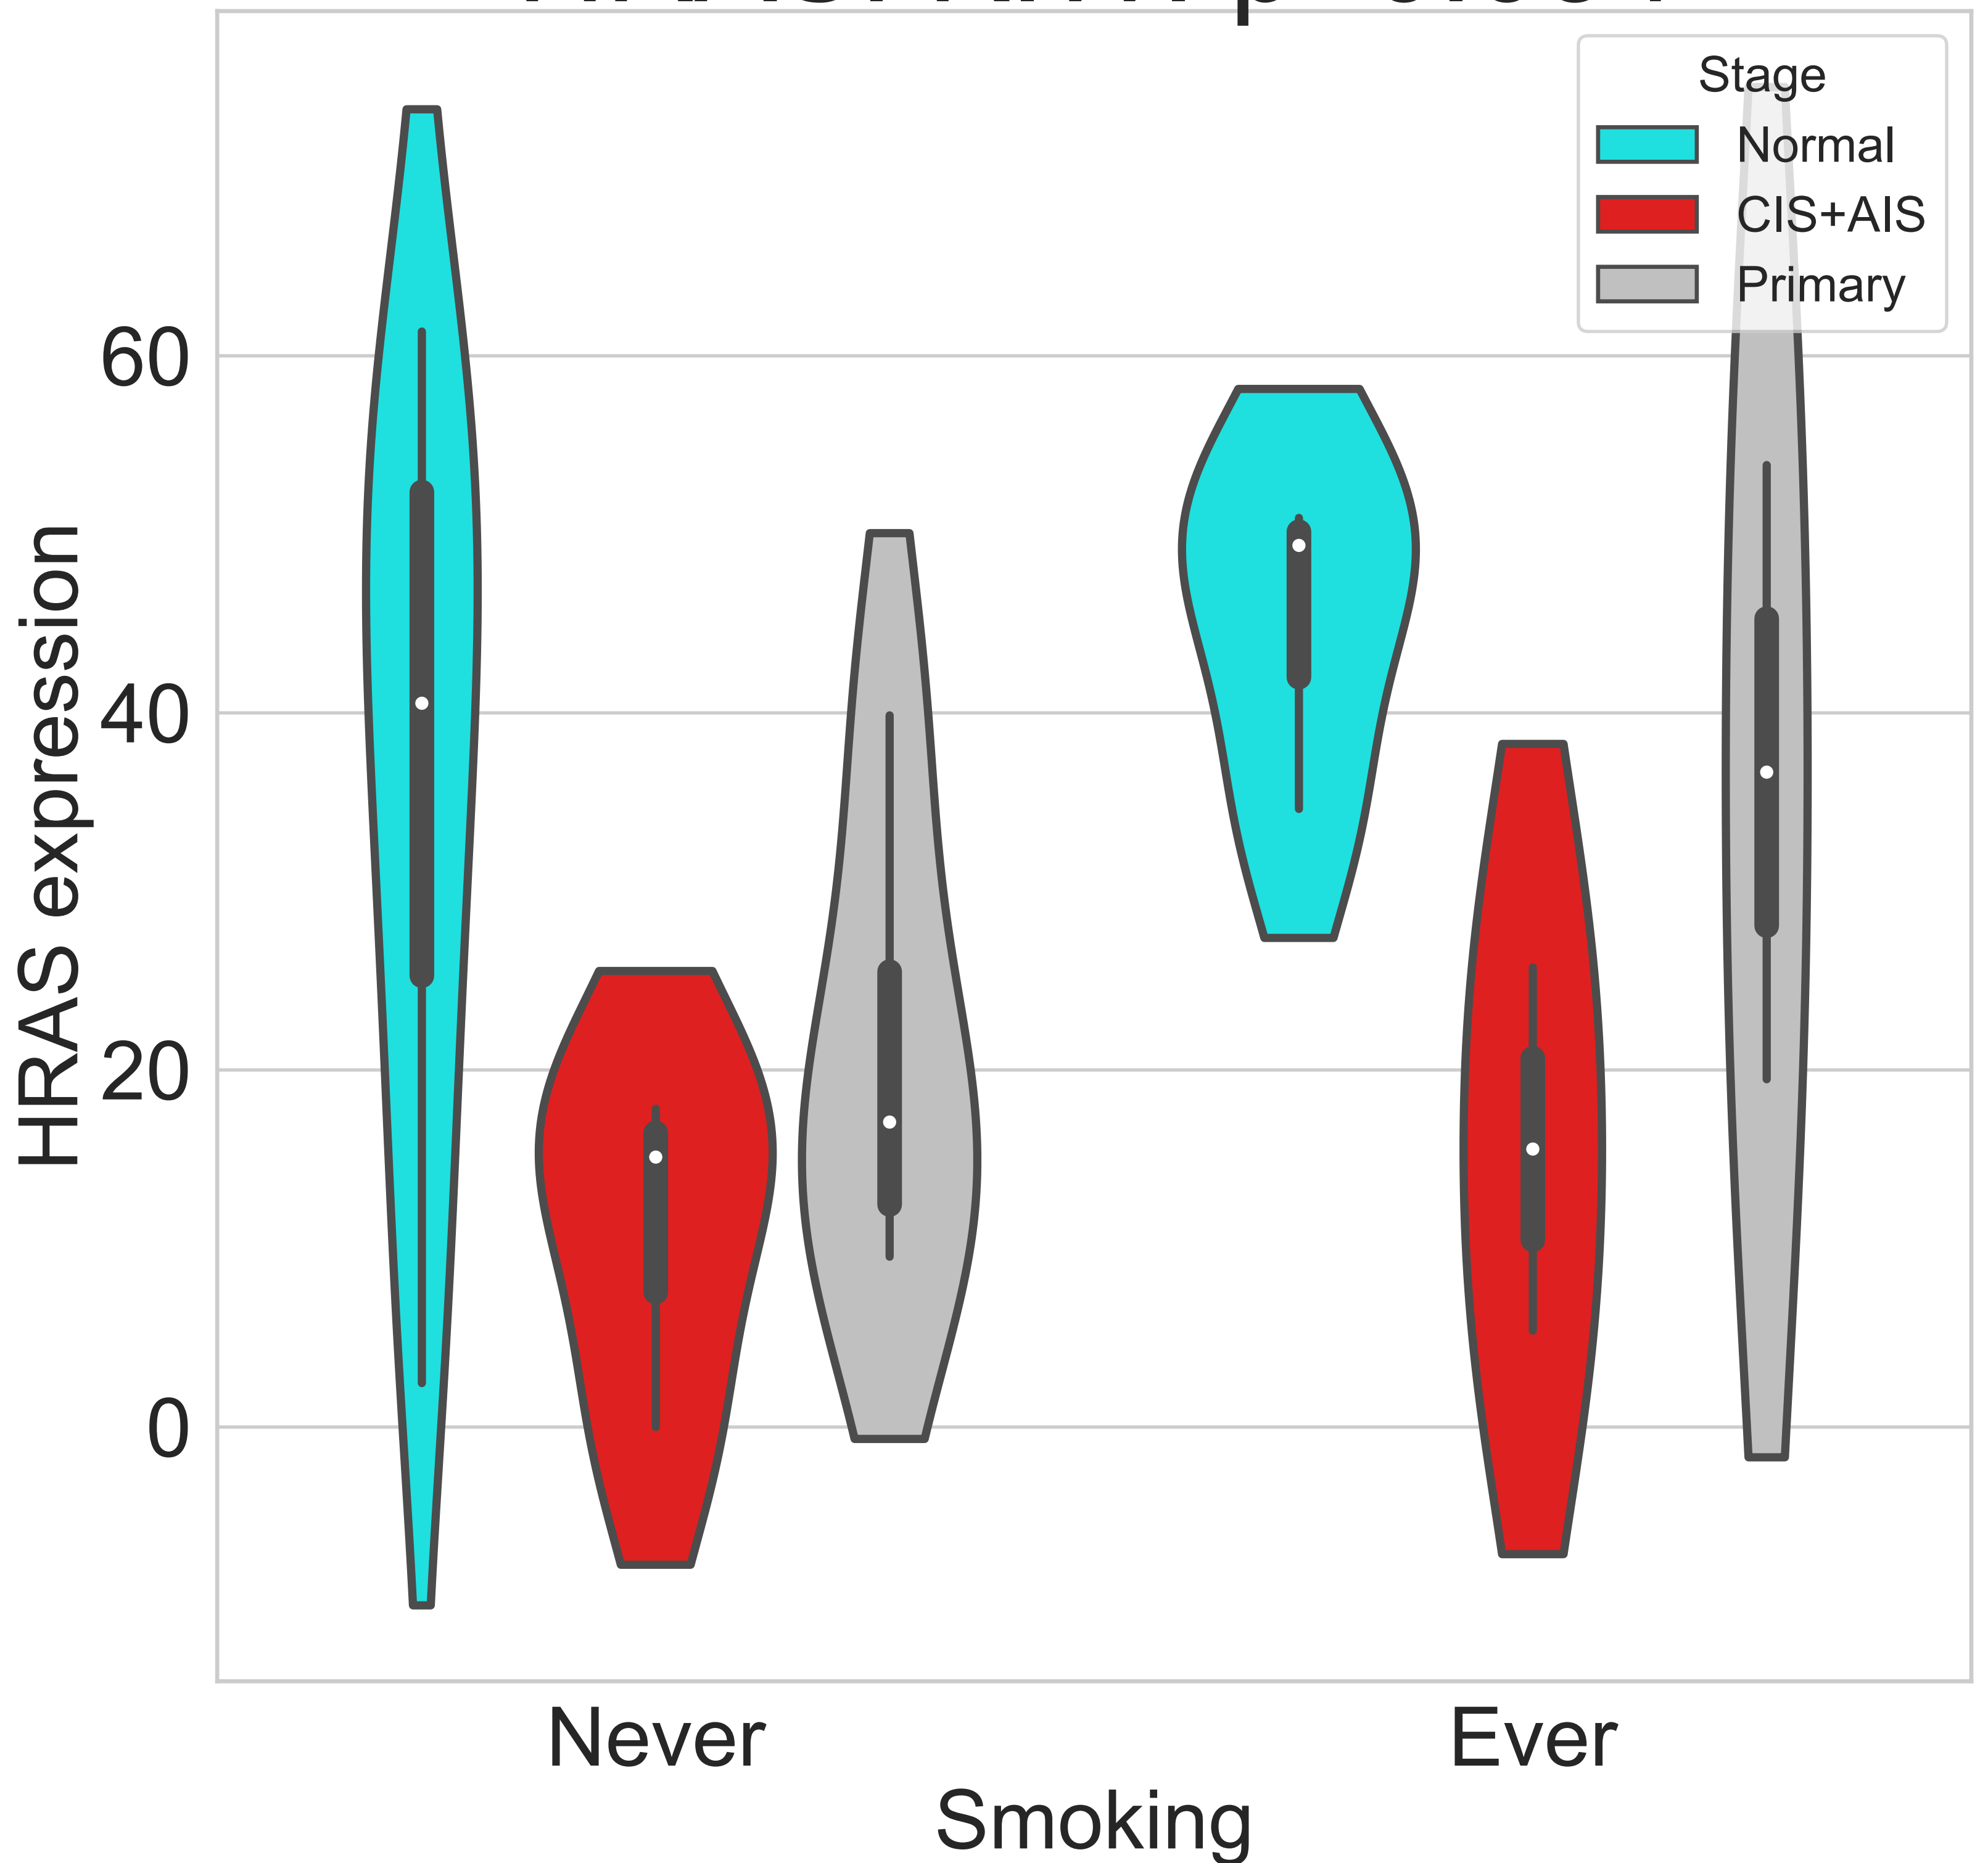 Stage
Normal
CIS+AIS
Primary
60
40
20
0
HRAS expression
Never
Ever
Smoking